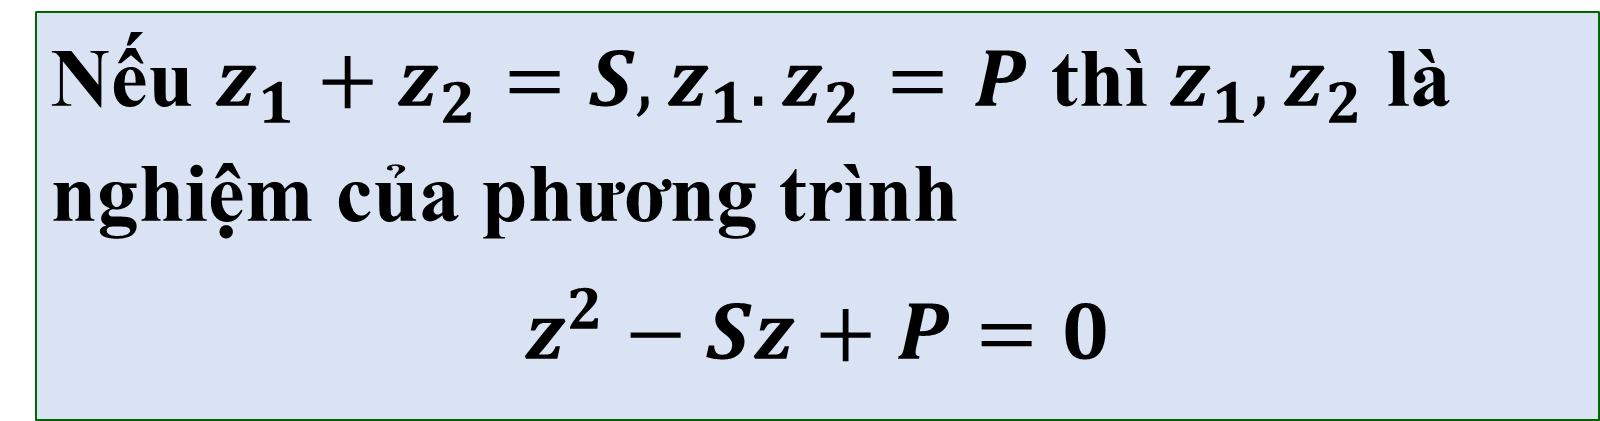 Nếu z₁ + z₂ = S, z₁. z₂ = P thì z₁, z₂ là
nghiệm của phương trình
z² − Sz + P = 0